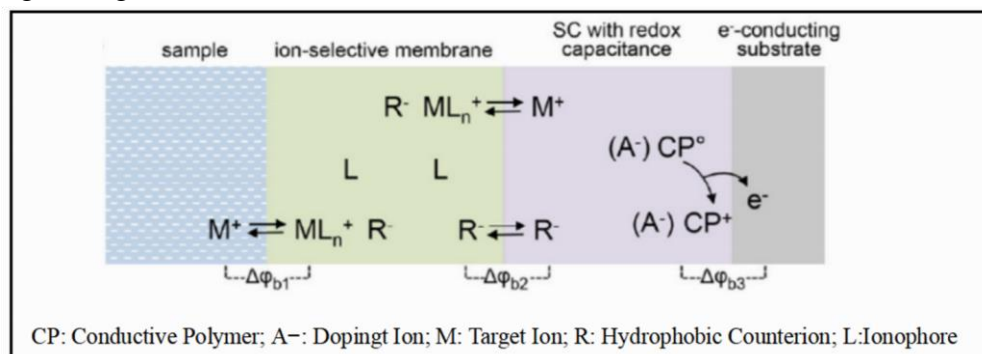 sample
ion-selective membrane
SC with redox
capacitance
e⁻-conducting
substrate
R⁻ MLₙ⁺ ⇌ M⁺
(A⁻) CP°
L L
e⁻
M⁺ ⇌ MLₙ⁺ R⁻ R⁻ ⇌ R⁻ (A⁻) CP⁺
Δφb1 Δφb2 Δφb3
CP: Conductive Polymer; A−: Dopingt Ion; M: Target Ion; R: Hydrophobic Counterion; L:Ionophore